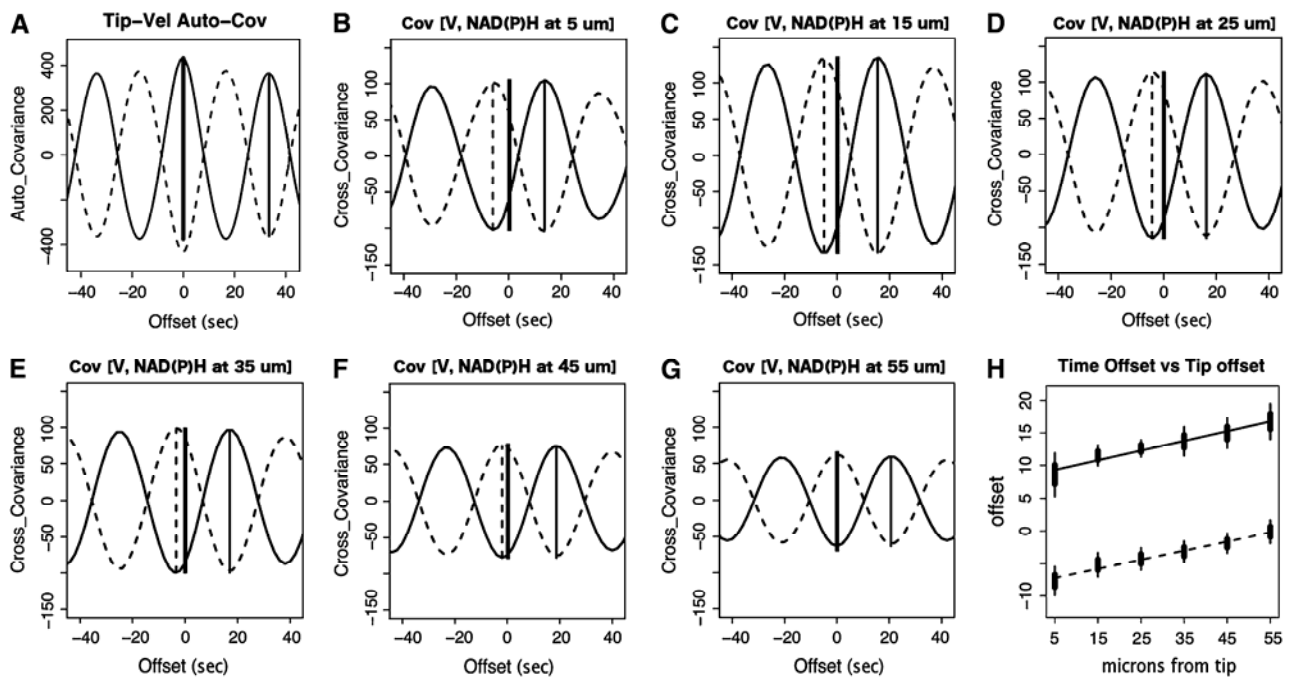 A Tip-Vel Auto-Cov
400
200
0
-400
Auto_Covariance
-40 -20 0 20 40
Offset (sec)
B Cov [V, NAD(P)H at 5 um]
100
50
0
-50
-150
Cross_Covariance
-40 -20 0 20 40
Offset (sec)
C Cov [V, NAD(P)H at 15 um]
100
50
0
-50
-150
Cross_Covariance
-40 -20 0 20 40
Offset (sec)
D Cov [V, NAD(P)H at 25 um]
100
50
0
-50
-150
Cross_Covariance
-40 -20 0 20 40
Offset (sec)
E Cov [V, NAD(P)H at 35 um]
100
50
0
-50
-150
Cross_Covariance
-40 -20 0 20 40
Offset (sec)
F Cov [V, NAD(P)H at 45 um]
100
50
0
-50
-150
Cross_Covariance
-40 -20 0 20 40
Offset (sec)
G Cov [V, NAD(P)H at 55 um]
100
50
0
-50
-150
Cross_Covariance
-40 -20 0 20 40
Offset (sec)
H Time Offset vs Tip offset
20
15
10
5
0
-10
offset
5 15 25 35 45 55
microns from tip